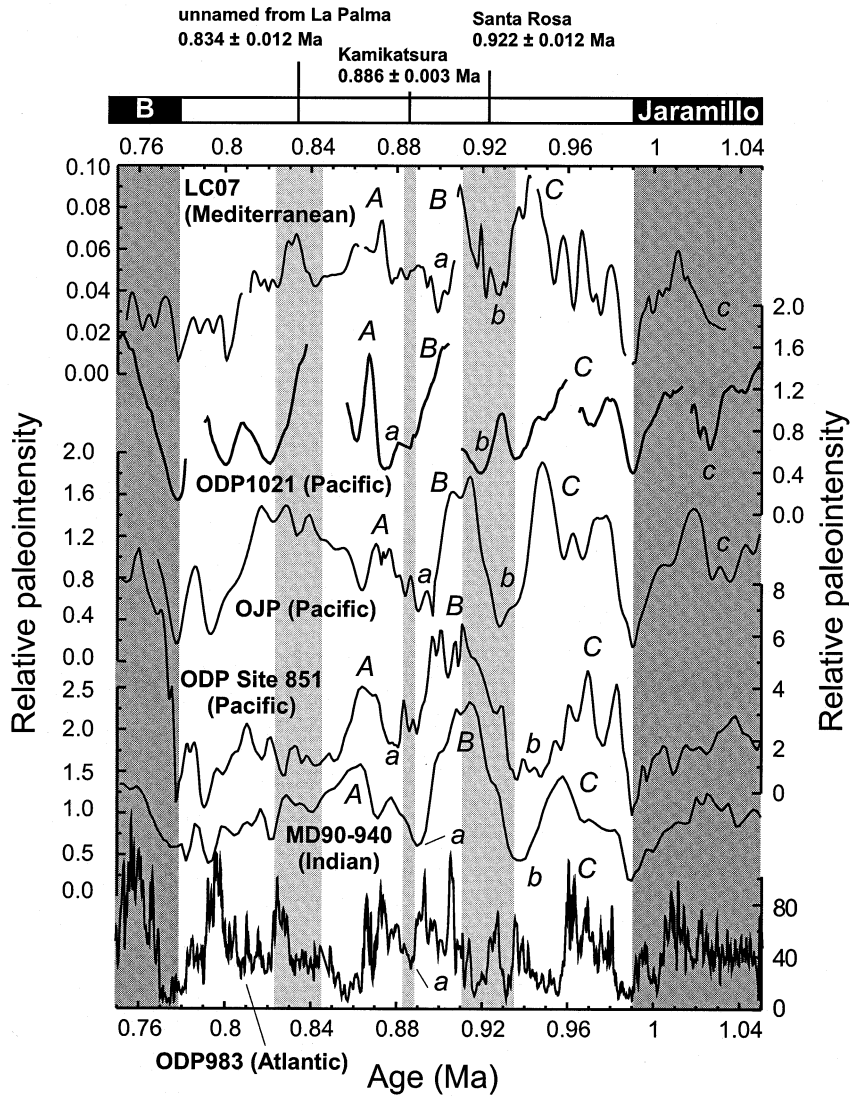 unnamed from La Palma
0.834 ± 0.012 Ma
Santa Rosa
0.922 ± 0.012 Ma
Kamikatsura
0.886 ± 0.003 Ma
B Jaramillo
0.76 0.8 0.84 0.88 0.92 0.96 1 1.04
0.10
0.08
0.06
0.04
0.02
0.00
LC07
(Mediterranean)
A
B
C
a
b
c
2.0
1.6
1.2
0.8
0.4
0.0
A
B
C
a
b
c
ODP1021 (Pacific)
2.0
1.6
1.2
0.8
0.4
0.0
A
B
C
a
b
c
OJP (Pacific)
8
6
4
2
0
ODP Site 851
(Pacific)
A
B
C
a
b
2.5
2.0
1.5
1.0
0.5
0.0
MD90-940
(Indian)
A
B
C
a
b
C
a
80
40
0
Relative paleointensity
Relative paleointensity
0.76 0.8 0.84 0.88 0.92 0.96 1 1.04
ODP983 (Atlantic)
Age (Ma)